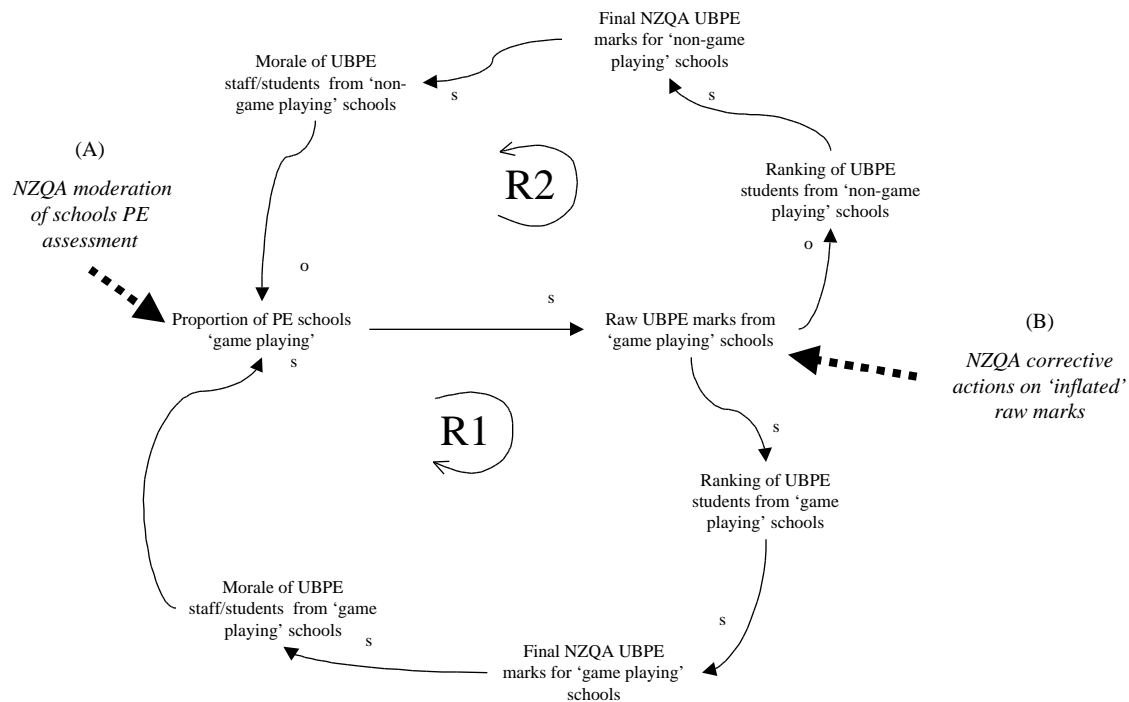 Final NZQA UBPE
marks for ‘non-game
playing’ schools
Morale of UBPE
staff/students from ‘non-
game playing’ schools
s
s
(A)
NZQA moderation
of schools PE
assessment
R2
Ranking of UBPE
students from ‘non-game
playing’ schools
o
o
s
Proportion of PE schools
‘game playing’
s
Raw UBPE marks from
‘game playing’ schools
(B)
NZQA corrective
actions on ‘inflated’
raw marks
R1
s
Ranking of UBPE
students from ‘game
playing’ schools
s
Morale of UBPE
staff/students from ‘game
playing’ schools
s
Final NZQA UBPE
marks for ‘game playing’
schools